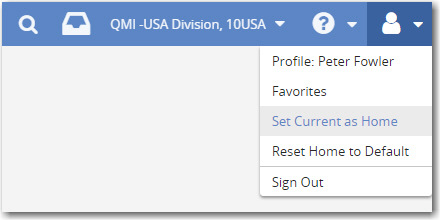 QMI -USA Division, 10USA
Profile: Peter Fowler
Favorites
Set Current as Home
Reset Home to Default
Sign Out